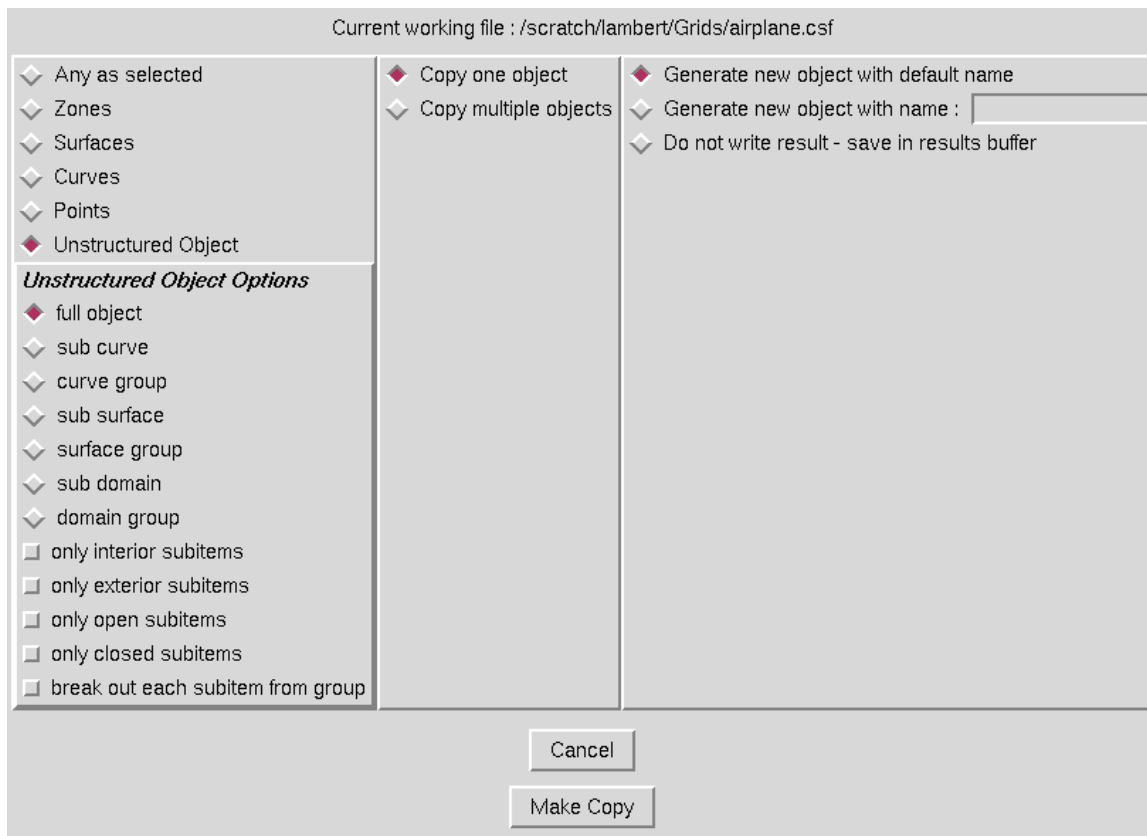 Current working file : /scratch/lambert/Grids/airplane.csf
Any as selected
Zones
Surfaces
Curves
Points
Unstructured Object
Unstructured Object Options
full object
sub curve
curve group
sub surface
surface group
sub domain
domain group
only interior subitems
only exterior subitems
only open subitems
only closed subitems
break out each subitem from group
Copy one object
Copy multiple objects
Generate new object with default name
Generate new object with name :
Do not write result - save in results buffer
Cancel
Make Copy